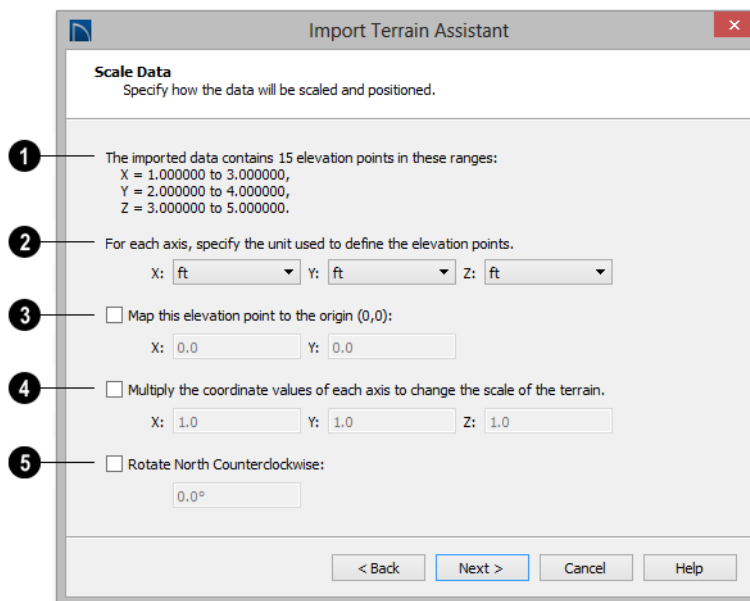 Import Terrain Assistant
Scale Data
Specify how the data will be scaled and positioned.
1 The imported data contains 15 elevation points in these ranges:
X = 1.000000 to 3.000000,
Y = 2.000000 to 4.000000,
Z = 3.000000 to 5.000000.
2 For each axis, specify the unit used to define the elevation points.
X: ft Y: ft Z: ft
3 Map this elevation point to the origin (0,0):
X: 0.0 Y: 0.0
4 Multiply the coordinate values of each axis to change the scale of the terrain.
X: 1.0 Y: 1.0 Z: 1.0
5 Rotate North Counterclockwise:
0.0°
< Back Next > Cancel Help